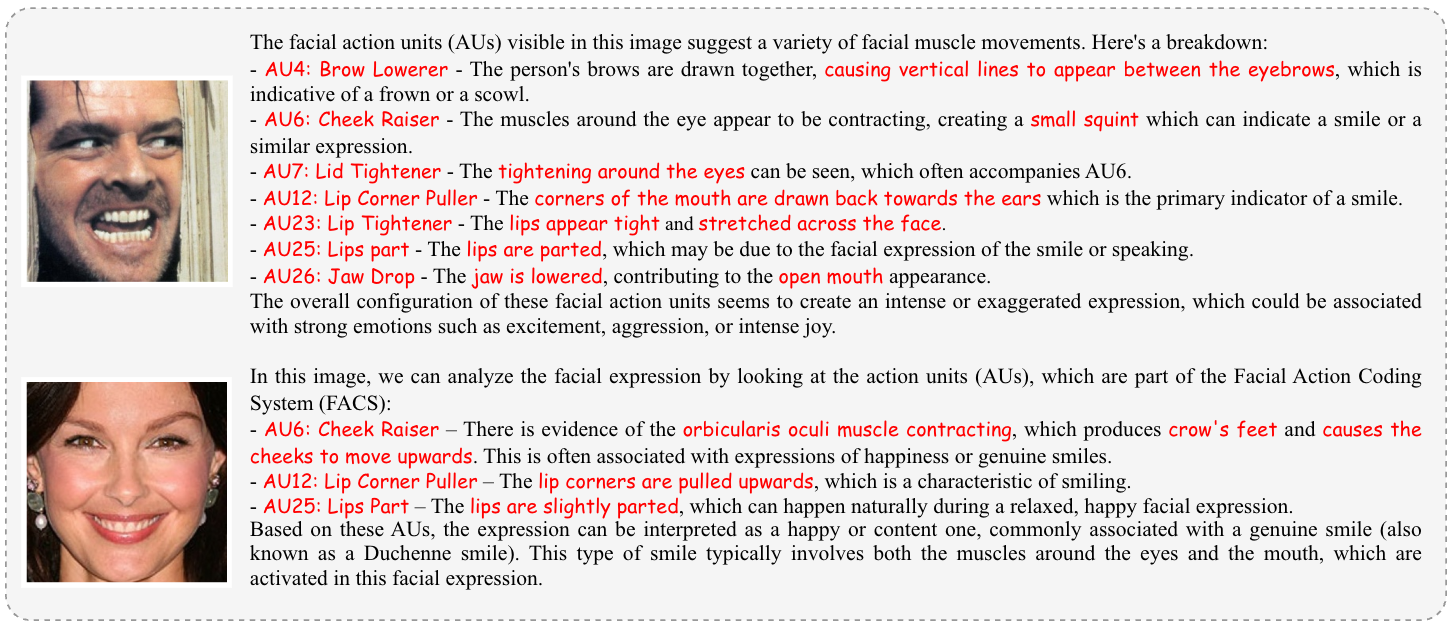 The facial action units (AUs) visible in this image suggest a variety of facial muscle movements. Here's a breakdown:
- AU4: Brow Lowerer - The person's brows are drawn together, causing vertical lines to appear between the eyebrows, which is
indicative of a frown or a scowl.
- AU6: Cheek Raiser - The muscles around the eye appear to be contracting, creating a small squint which can indicate a smile or a
similar expression.
- AU7: Lid Tightener - The tightening around the eyes can be seen, which often accompanies AU6.
- AU12: Lip Corner Puller - The corners of the mouth are drawn back towards the ears which is the primary indicator of a smile.
- AU23: Lip Tightener - The lips appear tight and stretched across the face.
- AU25: Lips part - The lips are parted, which may be due to the facial expression of the smile or speaking.
- AU26: Jaw Drop - The jaw is lowered, contributing to the open mouth appearance.
The overall configuration of these facial action units seems to create an intense or exaggerated expression, which could be associated
with strong emotions such as excitement, aggression, or intense joy.
In this image, we can analyze the facial expression by looking at the action units (AUs), which are part of the Facial Action Coding
System (FACS):
- AU6: Cheek Raiser – There is evidence of the orbicularis oculi muscle contracting, which produces crow's feet and causes the
cheeks to move upwards. This is often associated with expressions of happiness or genuine smiles.
- AU12: Lip Corner Puller – The lip corners are pulled upwards, which is a characteristic of smiling.
- AU25: Lips Part – The lips are slightly parted, which can happen naturally during a relaxed, happy facial expression.
Based on these AUs, the expression can be interpreted as a happy or content one, commonly associated with a genuine smile (also
known as a Duchenne smile). This type of smile typically involves both the muscles around the eyes and the mouth, which are
activated in this facial expression.